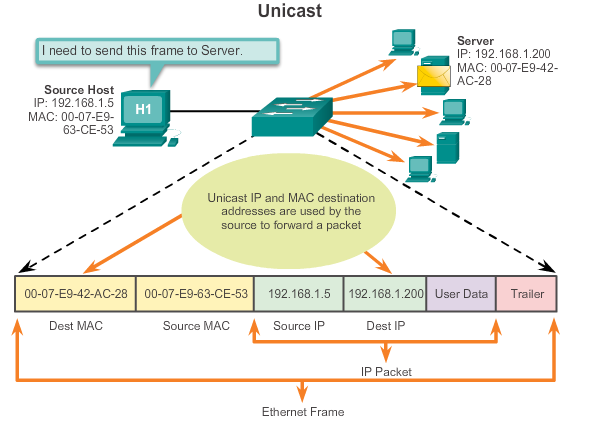 Unicast
I need to send this frame to Server.
Server
IP: 192.168.1.200
MAC: 00-07-E9-42-
AC-28
Source Host
IP: 192.168.1.5
MAC: 00-07-E9-
63-CE-53
H1
Unicast IP and MAC destination
addresses are used by the
source to forward a packet
00-07-E9-42-AC-28 00-07-E9-63-CE-53 192.168.1.5 192.168.1.200 User Data Trailer
Dest MAC Source MAC Source IP Dest IP
IP Packet
Ethernet Frame